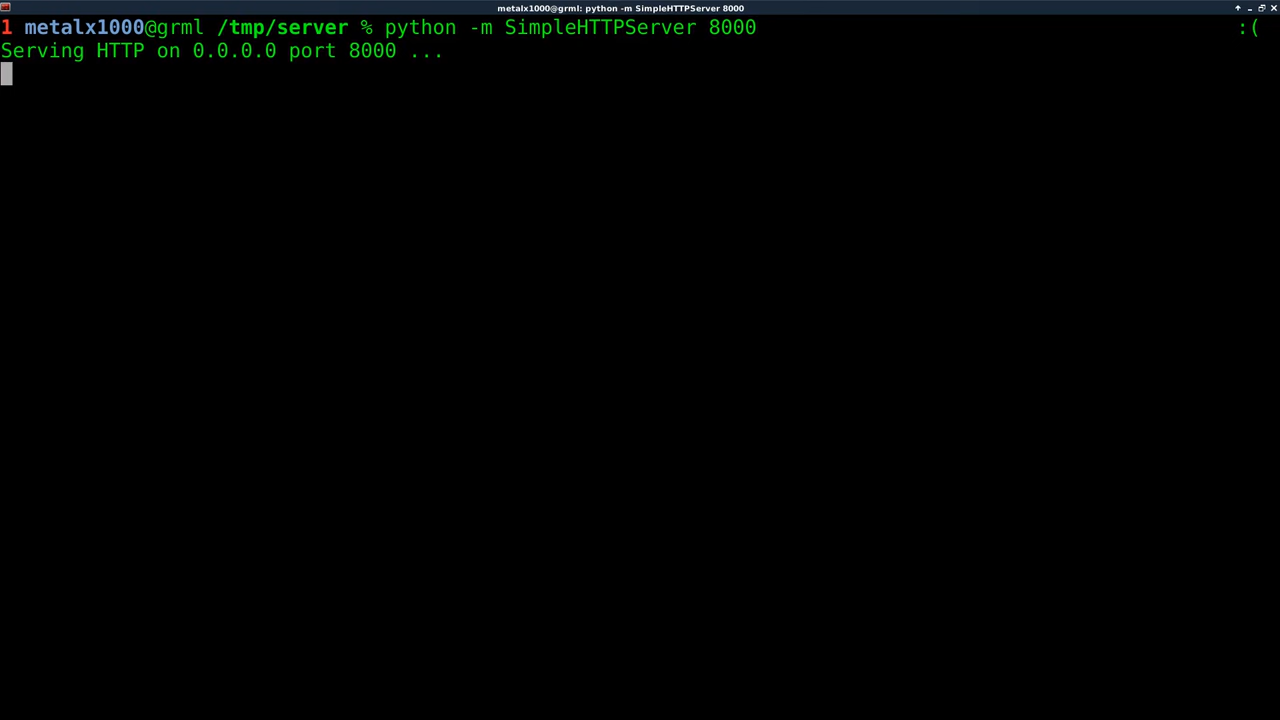 metalx1000@grml: python -m SimpleHTTPServer 8000
1 metalx1000@grml /tmp/server % python -m SimpleHTTPServer 8000 :(
Serving HTTP on 0.0.0.0 port 8000 ...